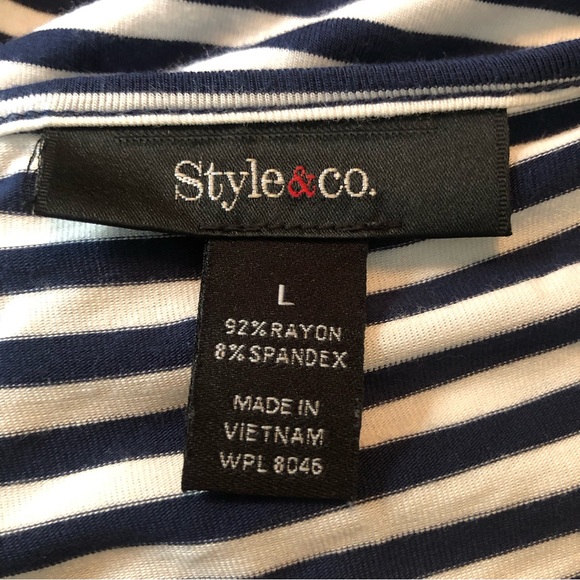 Style&co.
L
92%RAYON
8%SPANDEX
MADE IN
VIETNAM
WPL 8046